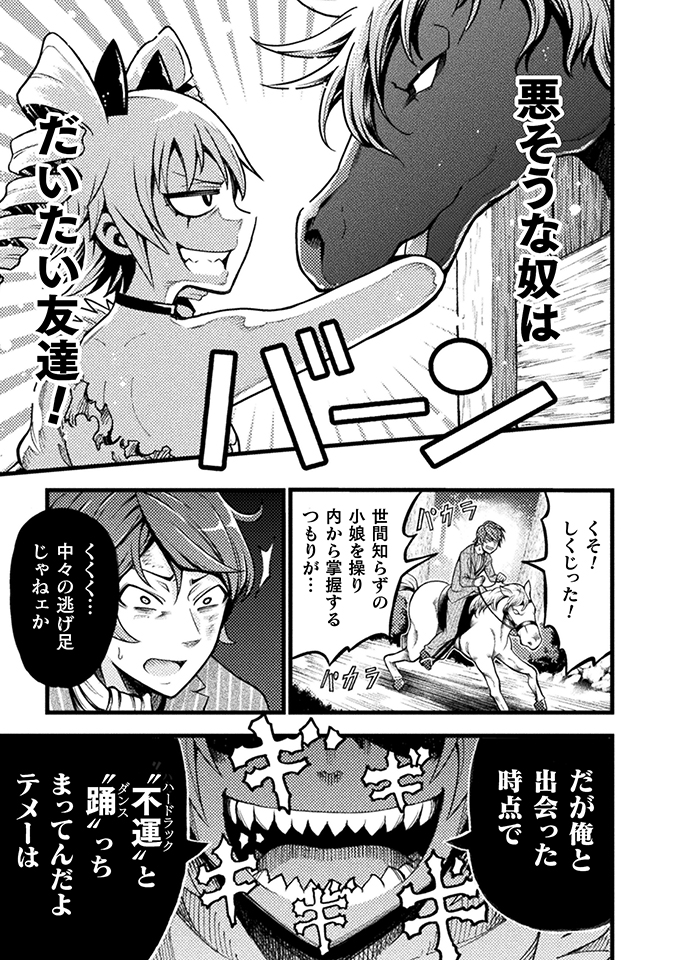 悪そうな奴は
だいたい友達!
バーン
くそ!
しくじった!
パカラ
世間知らずの
小娘を操り
内から掌握する
つもりが…
パカラ
くくく…
中々の逃げ足
じゃねェか
だが俺と
出会った
時点で
ギギギギギ
〝不運〟と
ハードラック
〝踊〟っち
ダンス
まってんだよ
テメーは